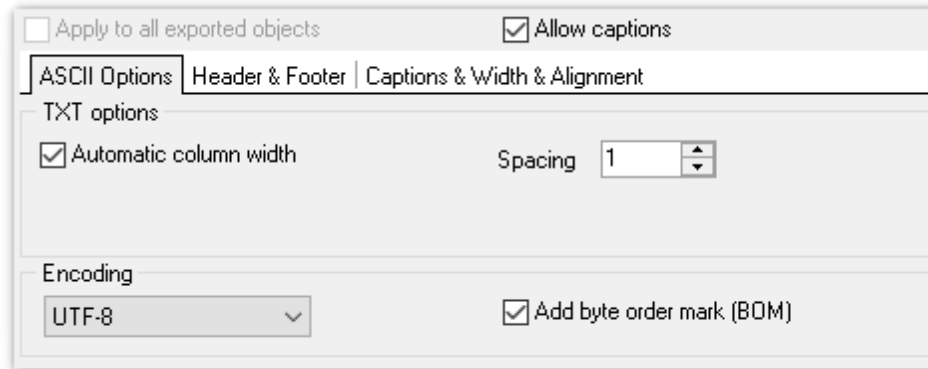 Apply to all exported objects Allow captions
ASCII Options Header & Footer Captions & Width & Alignment
TXT options
Automatic column width Spacing 1
Encoding
UTF-8 Add byte order mark (BOM)